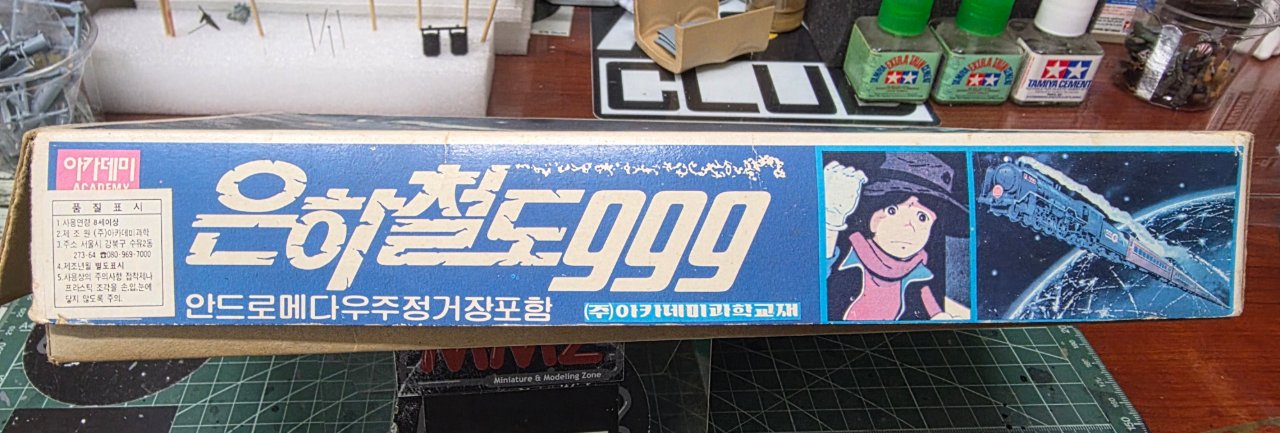 CLUB
TAMIYA EXTRA THIN CEMENT
TAMIYA EXTRA THIN CEMENT
TAMIYA CEMENT
아카데미
ACADEMY
품 질 표 시
1. 사용연령 8세이상
2. 제 조 원 (주)아카데미과학
3. 주소 서울시 강북구 수유2동
273-64 ☎080-969-7000
4. 제조년월 별도표시
5. 사용상의 주의사항 접착제나
프라스틱 조각을 손,입,눈에
닿지 않도록 주의.
은하철도999
안드로메다우주정거장포함
(주)아카데미과학교재
MMZ
Miniature & Modeling Zone